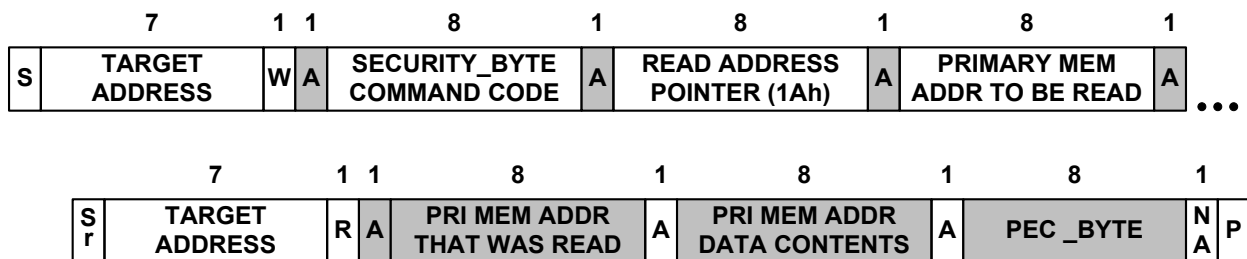 7 1 1 8 1 8 1 8 1
S TARGET ADDRESS W A SECURITY_BYTE COMMAND CODE A READ ADDRESS POINTER (1Ah) A PRIMARY MEM ADDR TO BE READ A ...
7 1 1 8 1 8 1 8 1
Sr TARGET ADDRESS R A PRI MEM ADDR THAT WAS READ A PRI MEM ADDR DATA CONTENTS A PEC _BYTE NA P